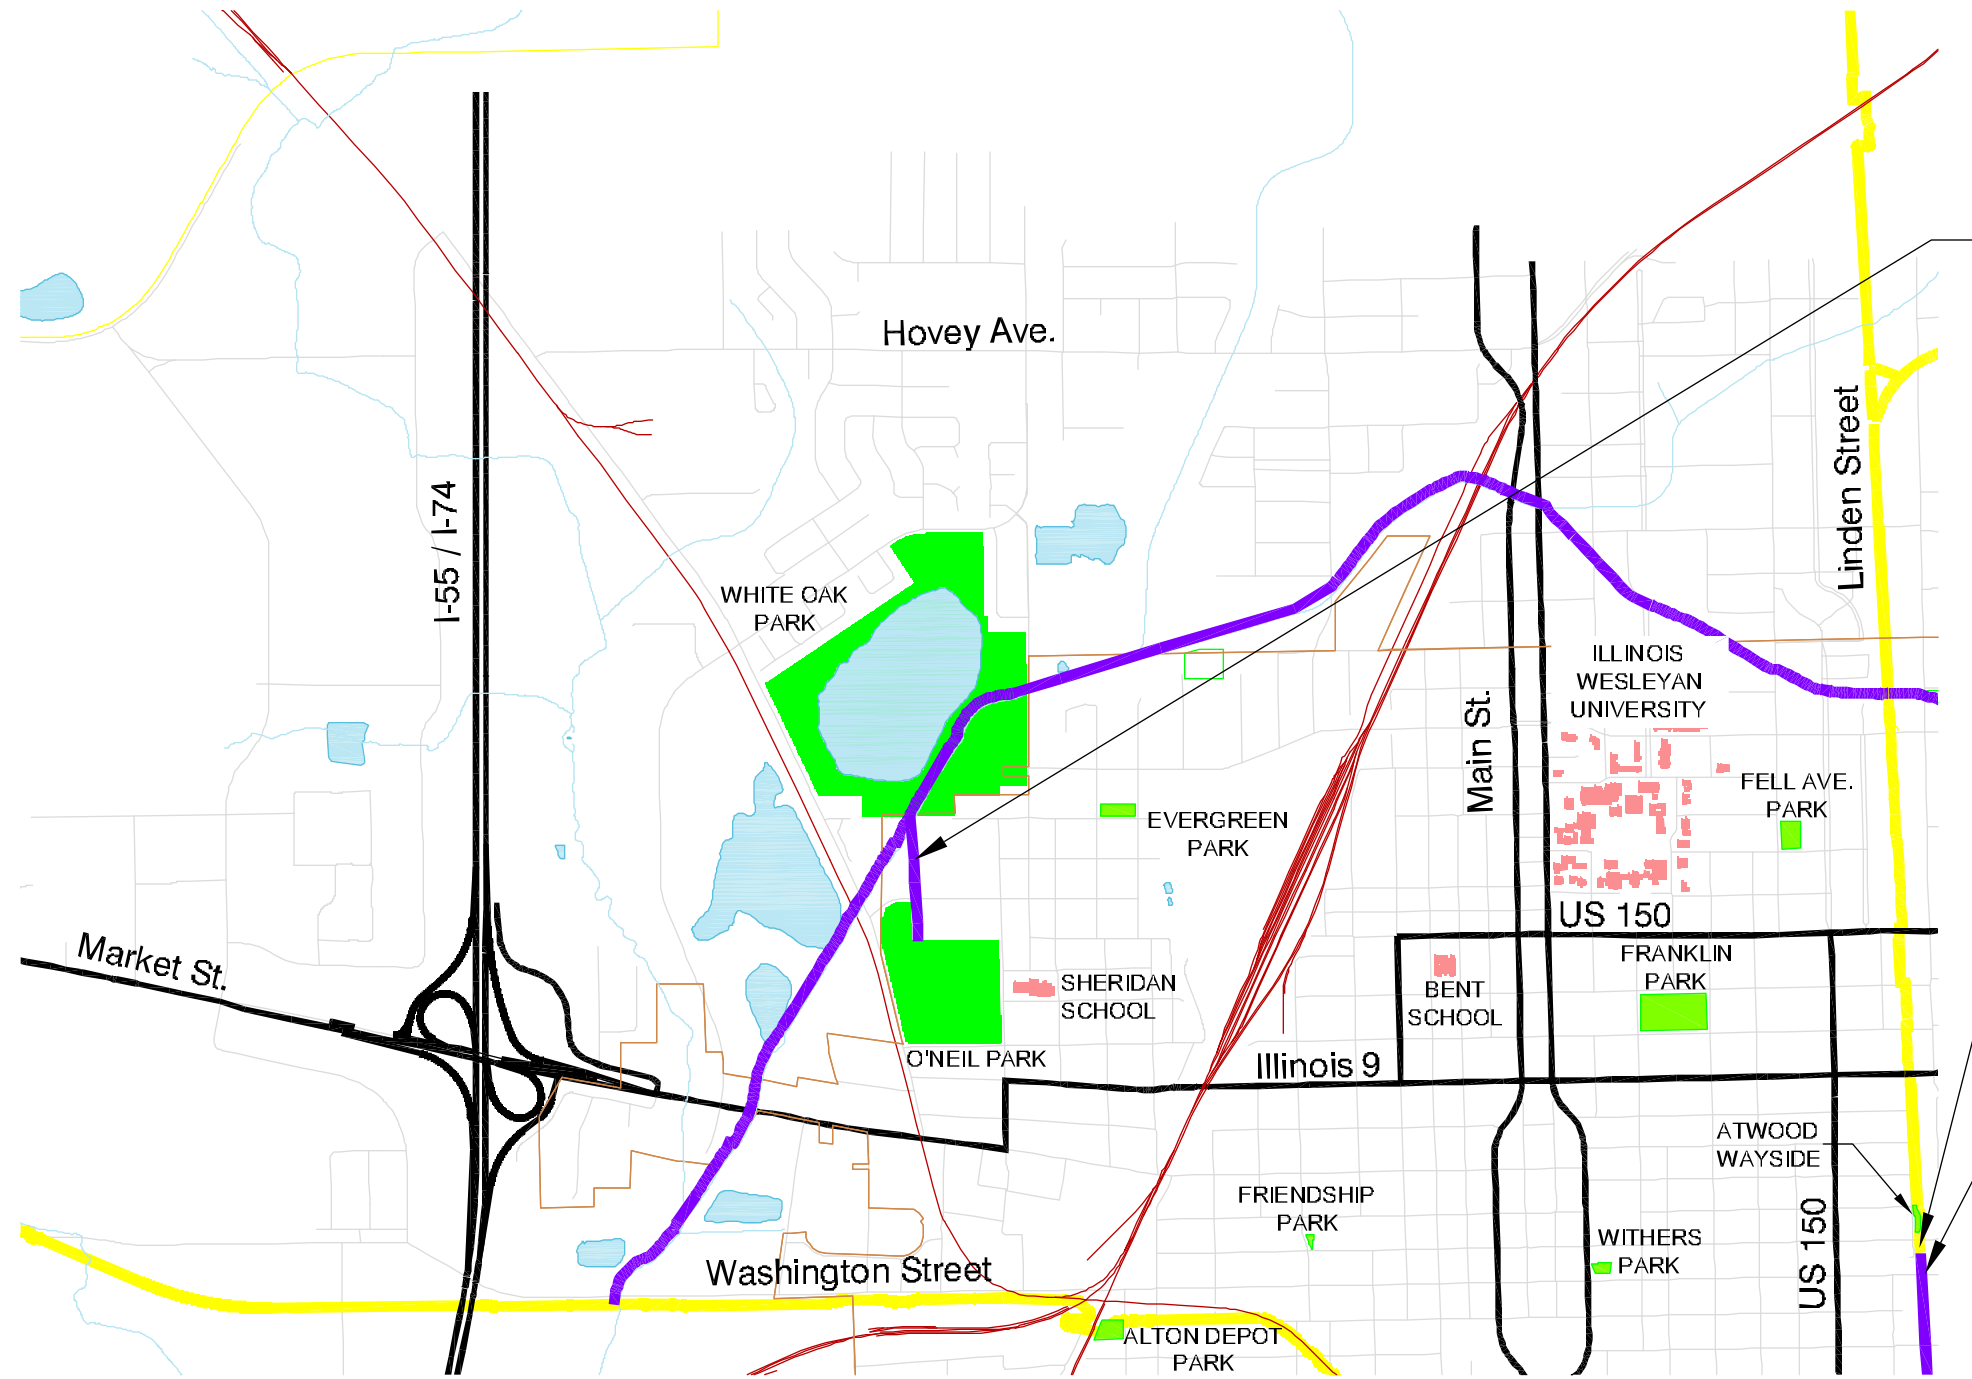 Hovey Ave.
Linden Street
I-55 / I-74
WHITE OAK
PARK
ILLINOIS
WESLEYAN
UNIVERSITY
Main St.
FELL AVE.
PARK
EVERGREEN
PARK
US 150
Market St.
FRANKLIN
PARK
SHERIDAN
SCHOOL
BENT
SCHOOL
O'NEIL PARK
Illinois 9
ATWOOD
WAYSIDE
FRIENDSHIP
PARK
WITHERS
PARK
US 150
Washington Street
ALTON DEPOT
PARK